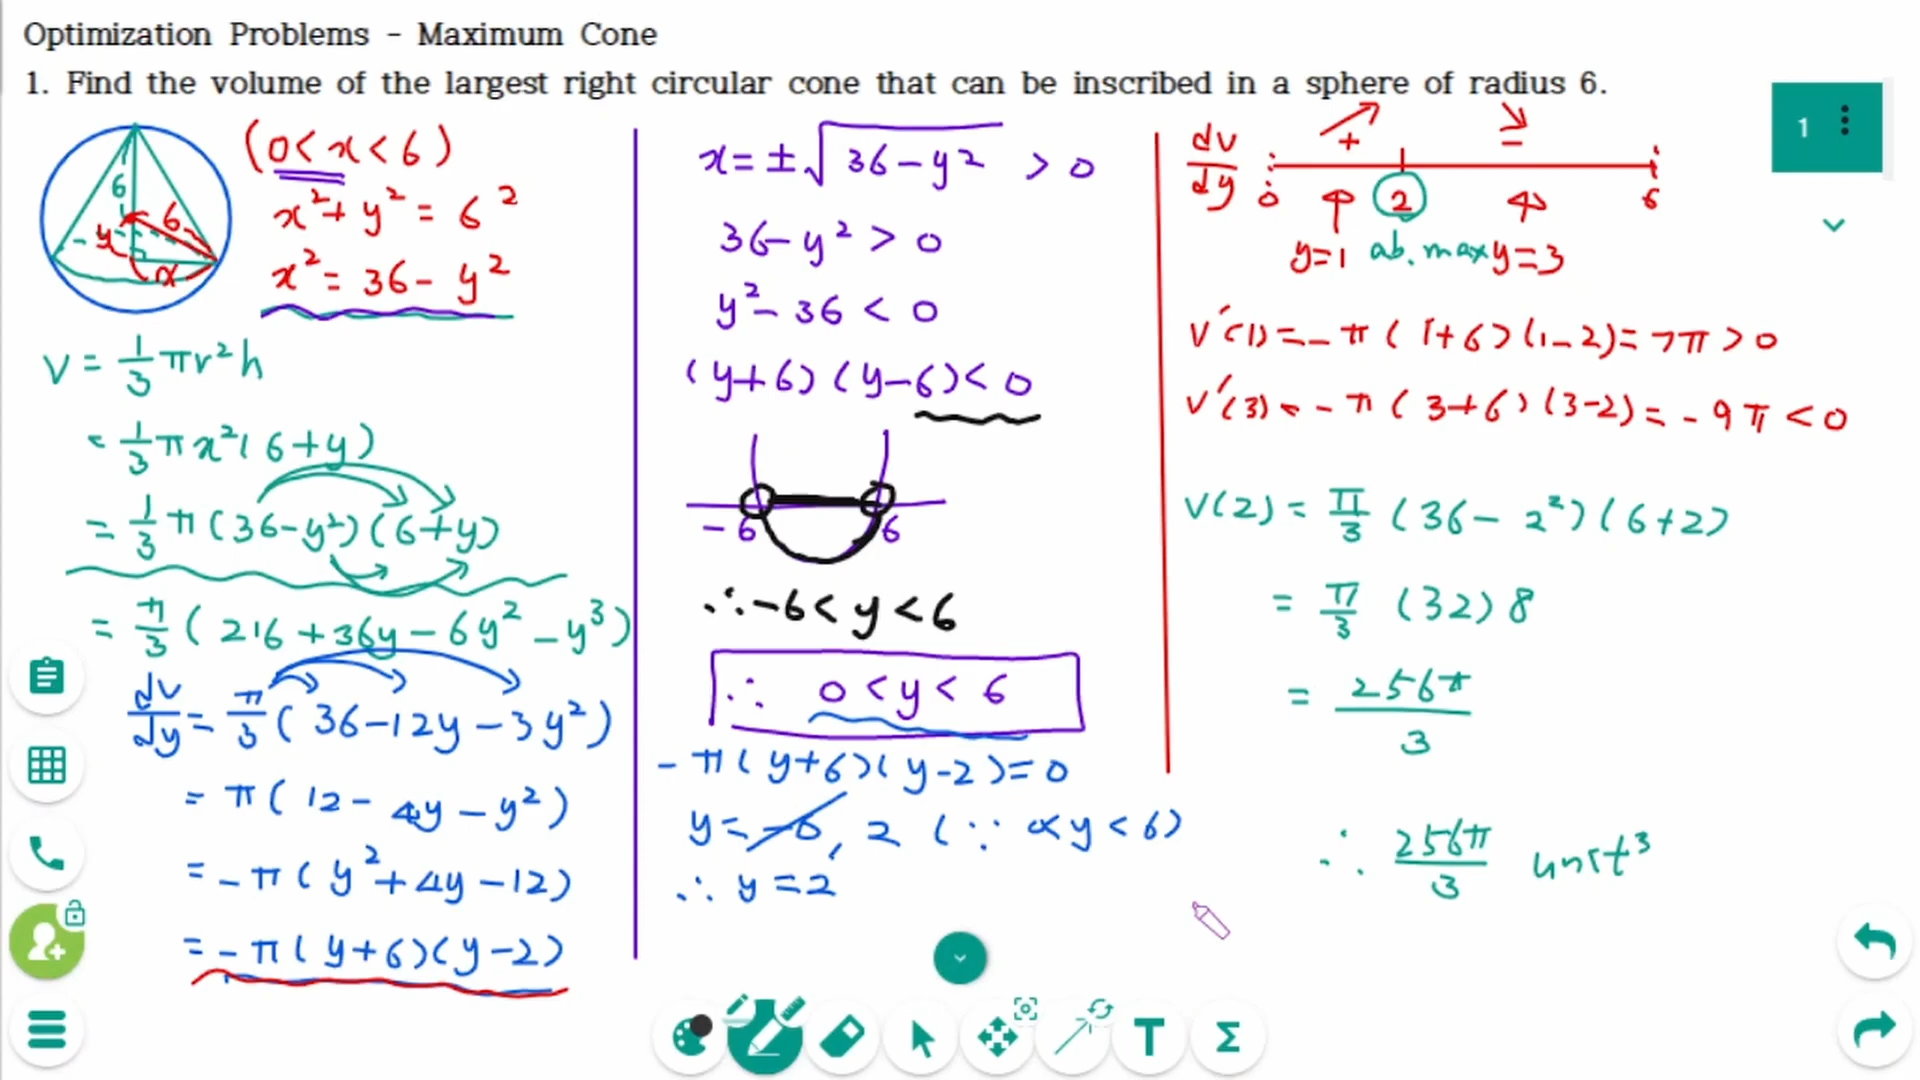 Optimization Problems - Maximum Cone
1. Find the volume of the largest right circular cone that can be inscribed in a sphere of radius 6.
6
6
y
x
(0<x<6)
x²+y²=6²
x²=36-y²
V=1/3πr²h
=1/3πx²(6+y)
=1/3π(36-y²)(6+y)
=π/3(216+36y-6y²-y³)
dv/dy=π/3(36-12y-3y²)
=π(12-4y-y²)
=-π(y²+4y-12)
=-π(y+6)(y-2)
x=±√36-y² >0
36-y²>0
y²-36<0
(y+6)(y-6)<0
-6 6
∴-6<y<6
∴ 0<y<6
-π(y+6)(y-2)=0
y=-6, 2 (∵ 0<y<6)
∴ y=2
dv/dy + -
0 2 6
y=1 ab.max y=3
V'(1)=-π(1+6)(1-2)=7π>0
V'(3)=-π(3+6)(3-2)=-9π<0
V(2)=π/3(36-2²)(6+2)
=π/3(32)8
=256π/3
∴ 256π/3 unit³
1
T Σ